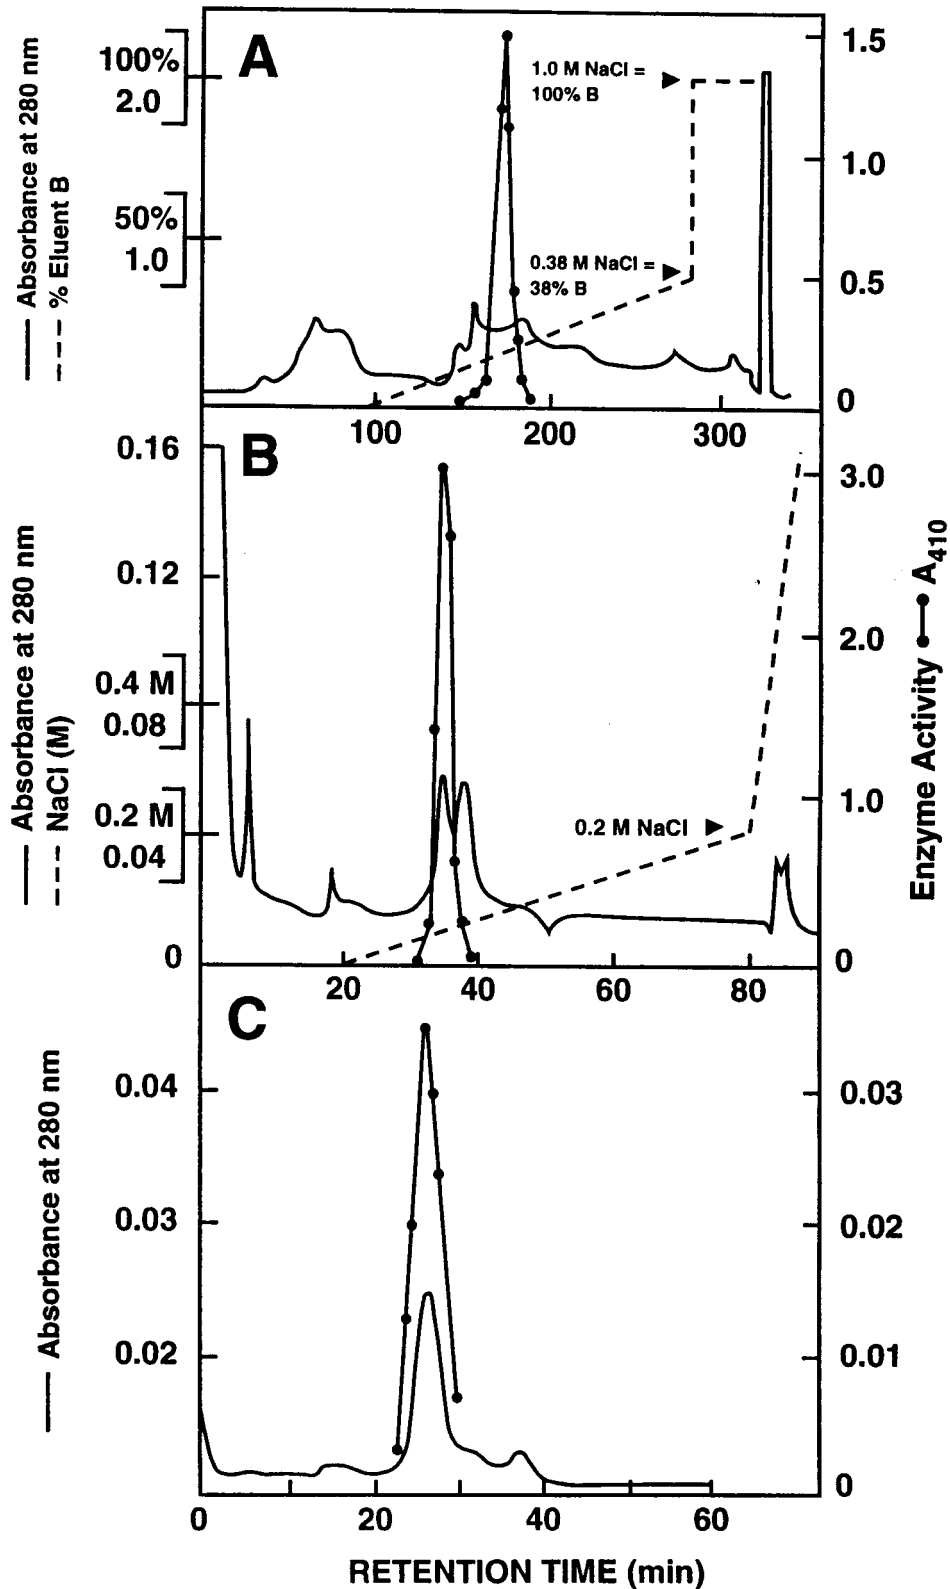 A
Absorbance at 280 nm
% Eluent B
100%
2.0
50%
1.0
1.0 M NaCl =
100% B
0.38 M NaCl =
38% B
1.5
1.0
0.5
0
100
200
300
B
Absorbance at 280 nm
NaCl (M)
0.16
0.12
0.4 M
0.08
0.2 M
0.04
0
0.2 M NaCl
3.0
2.0
1.0
0
Enzyme Activity A410
20
40
60
80
C
Absorbance at 280 nm
0.04
0.03
0.02
0.03
0.02
0.01
0
0
20
40
60
RETENTION TIME (min)